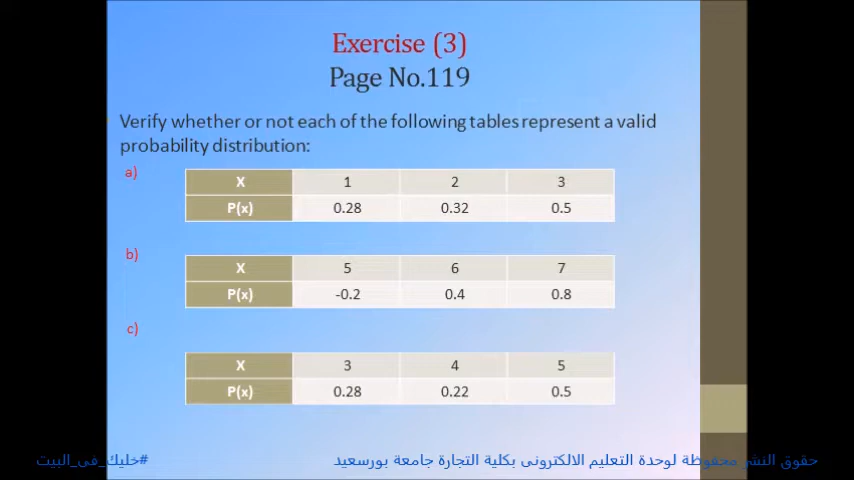 Exercise (3)
Page No.119
Verify whether or not each of the following tables represent a valid
probability distribution:
a)
X 1 2 3
P(x) 0.28 0.32 0.5
b)
X 5 6 7
P(x) -0.2 0.4 0.8
c)
X 3 4 5
P(x) 0.28 0.22 0.5
حقوق النشر محفوظة لوحدة التعليم الالكترونى بكلية التجارة جامعة بورسعيد
#خليك_فى_البيت